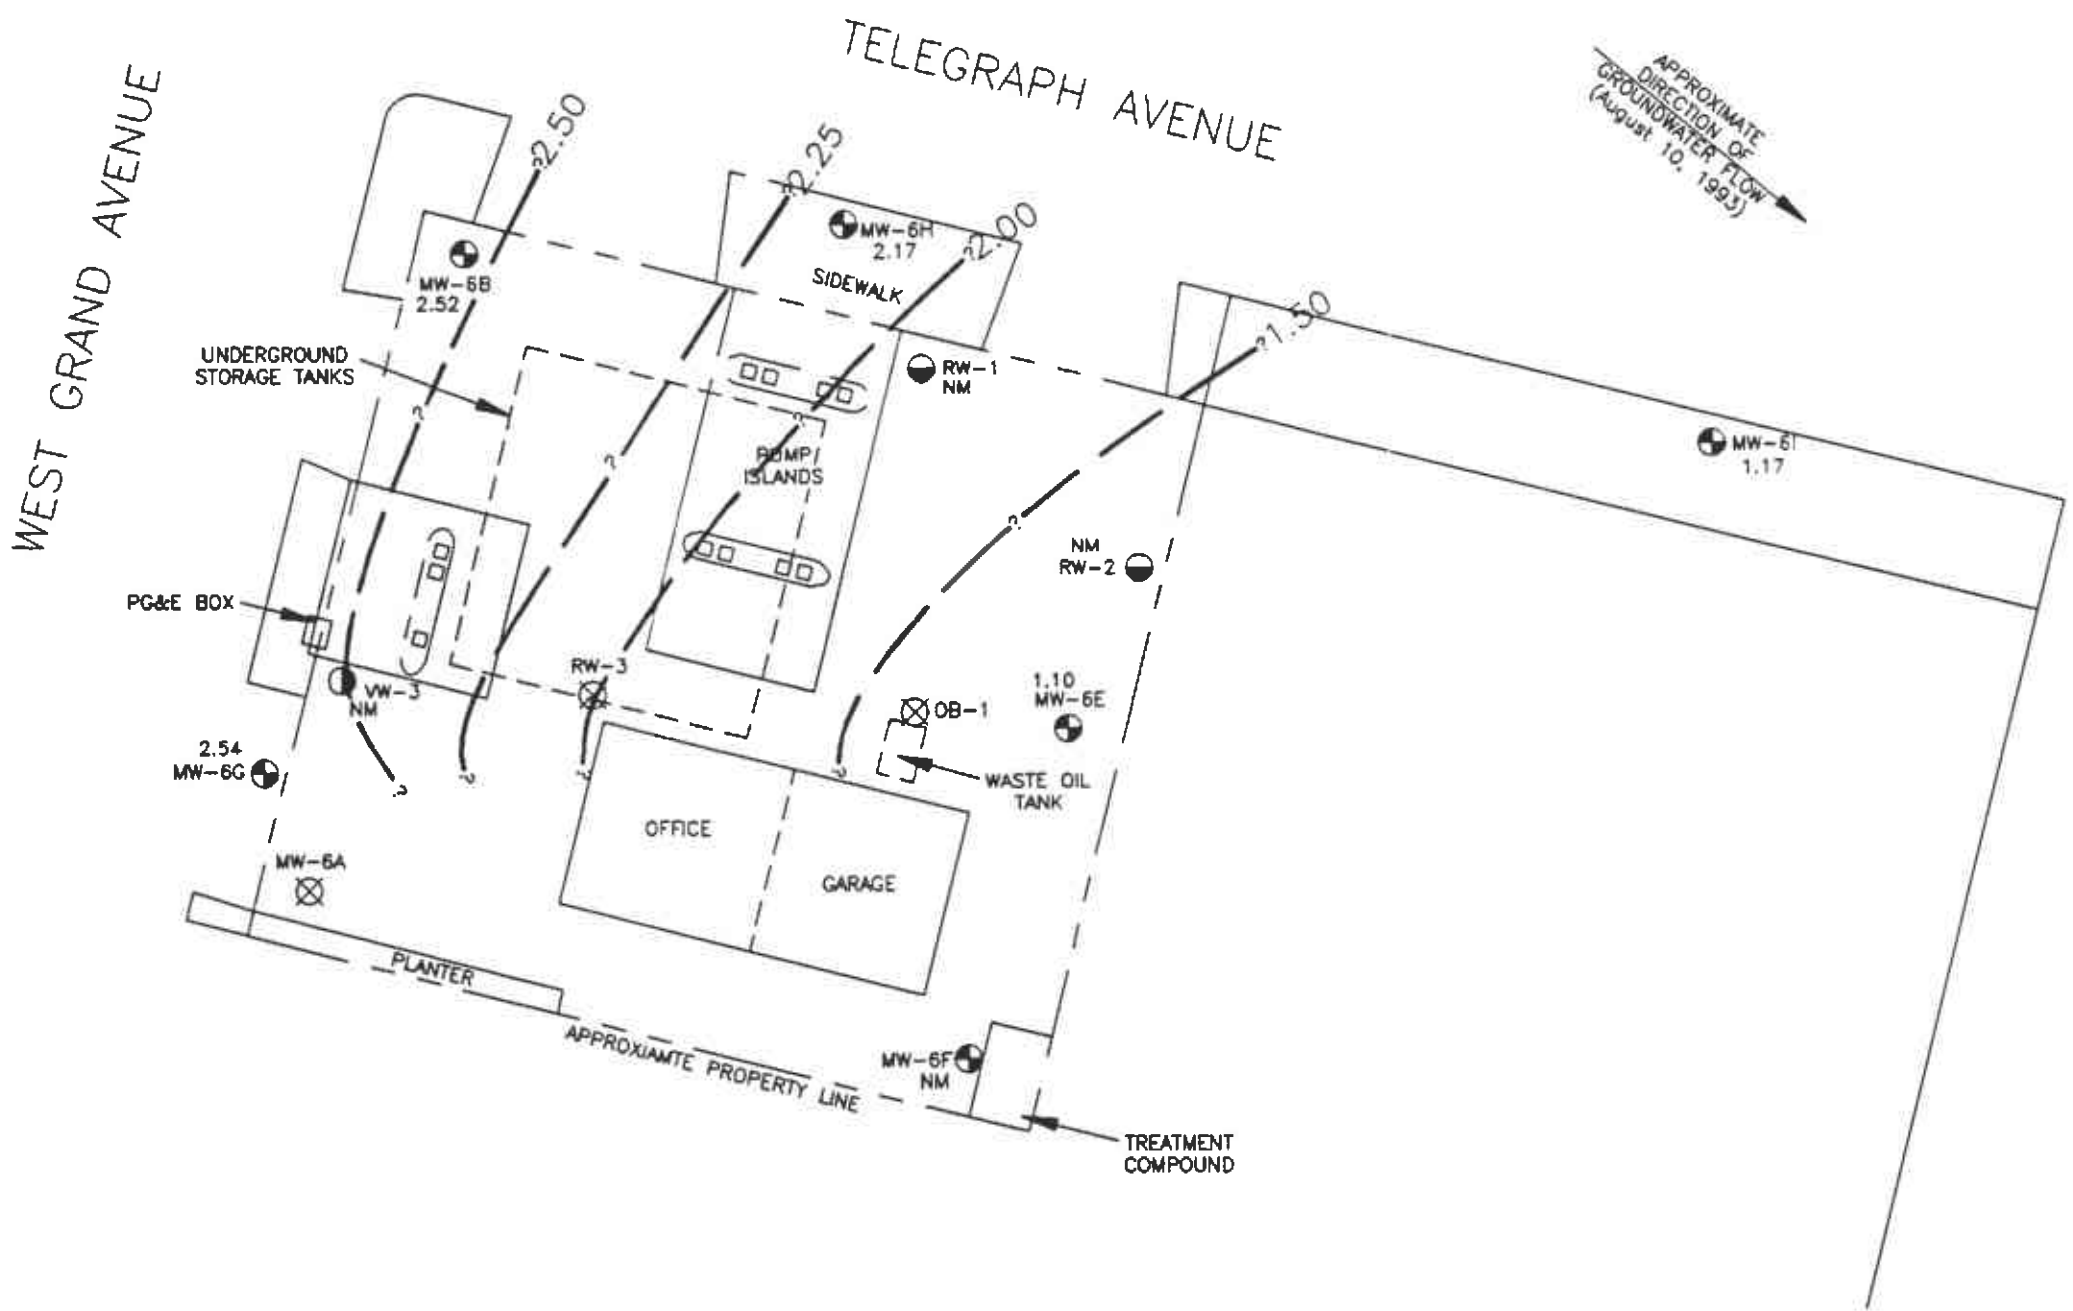 TELEGRAPH AVENUE
WEST GRAND AVENUE
APPROXIMATE
DIRECTION OF
GROUNDWATER FLOW
(August 10, 1993)
?2.50
?2.25
?2.00
?1.50
MW-6H
2.17
SIDEWALK
MW-6B
2.52
UNDERGROUND
STORAGE TANKS
RW-1
NM
?
?
?
?
PUMP
ISLANDS
MW-6I
1.17
NM
RW-2
PG&E BOX
VW-3
NM
RW-3
1.10
MW-6E
OB-1
2.54
MW-6G
?
?
?
?
WASTE OIL
TANK
OFFICE
GARAGE
MW-6A
PLANTER
APPROXIAMTE PROPERTY LINE
MW-6F
NM
TREATMENT
COMPOUND